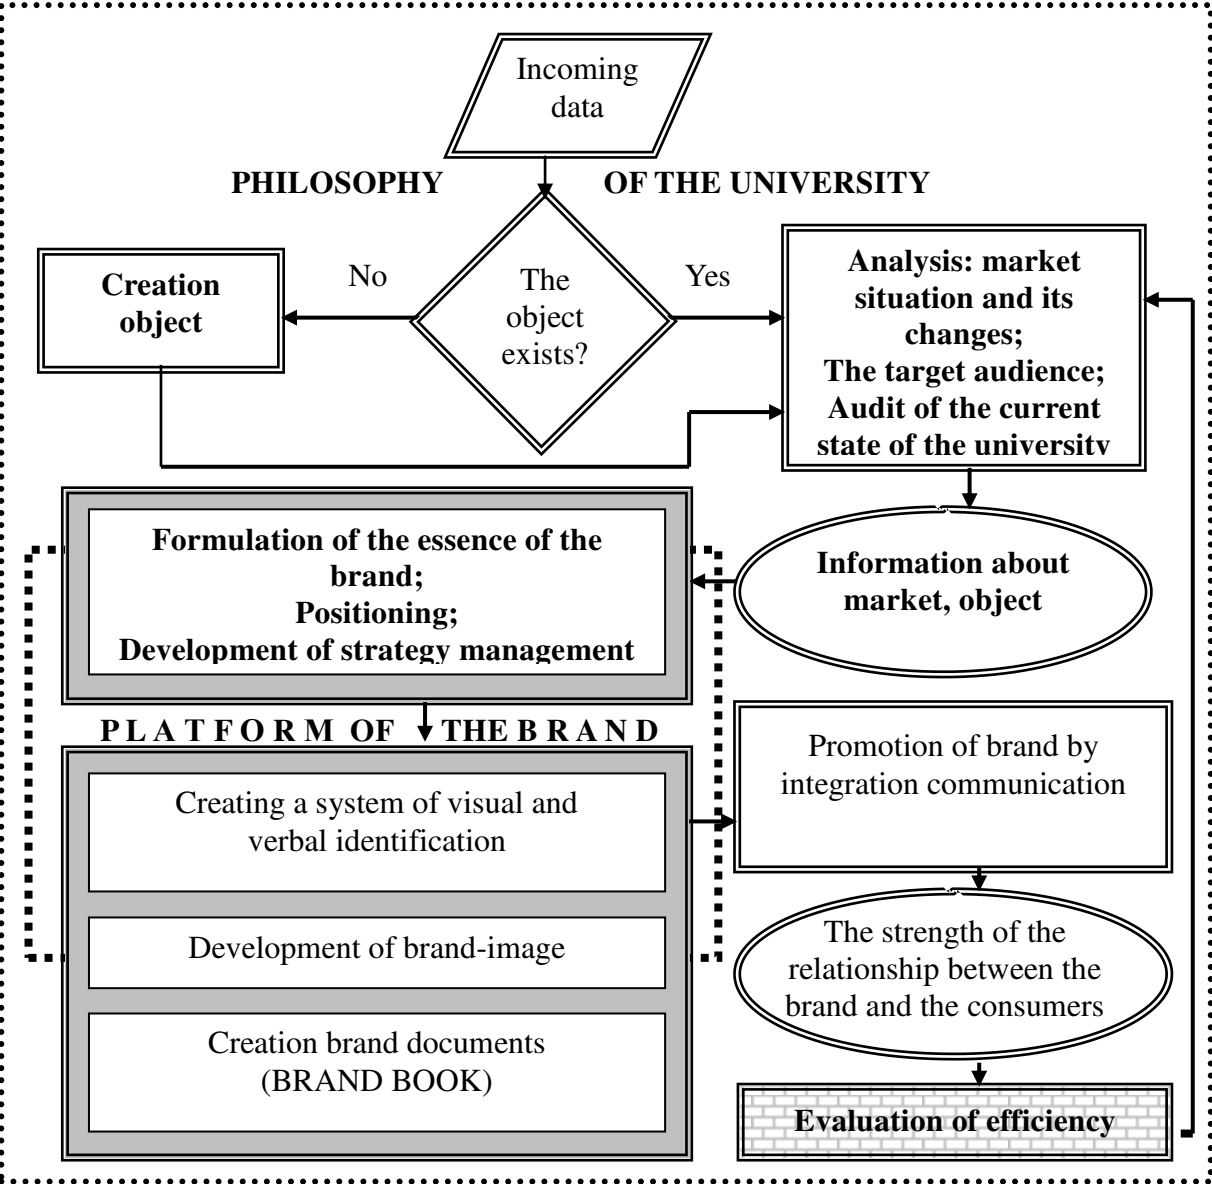 Incoming
data
PHILOSOPHY OF THE UNIVERSITY
Creation
object
No
The
object
exists?
Yes
Analysis: market
situation and its
changes;
The target audience;
Audit of the current
state of the university
Formulation of the essence of the
brand;
Positioning;
Development of strategy management
Information about
market, object
PLATFORM OF THE BRAND
Creating a system of visual and
verbal identification
Development of brand-image
Creation brand documents
(BRAND BOOK)
Promotion of brand by
integration communication
The strength of the
relationship between the
brand and the consumers
Evaluation of efficiency